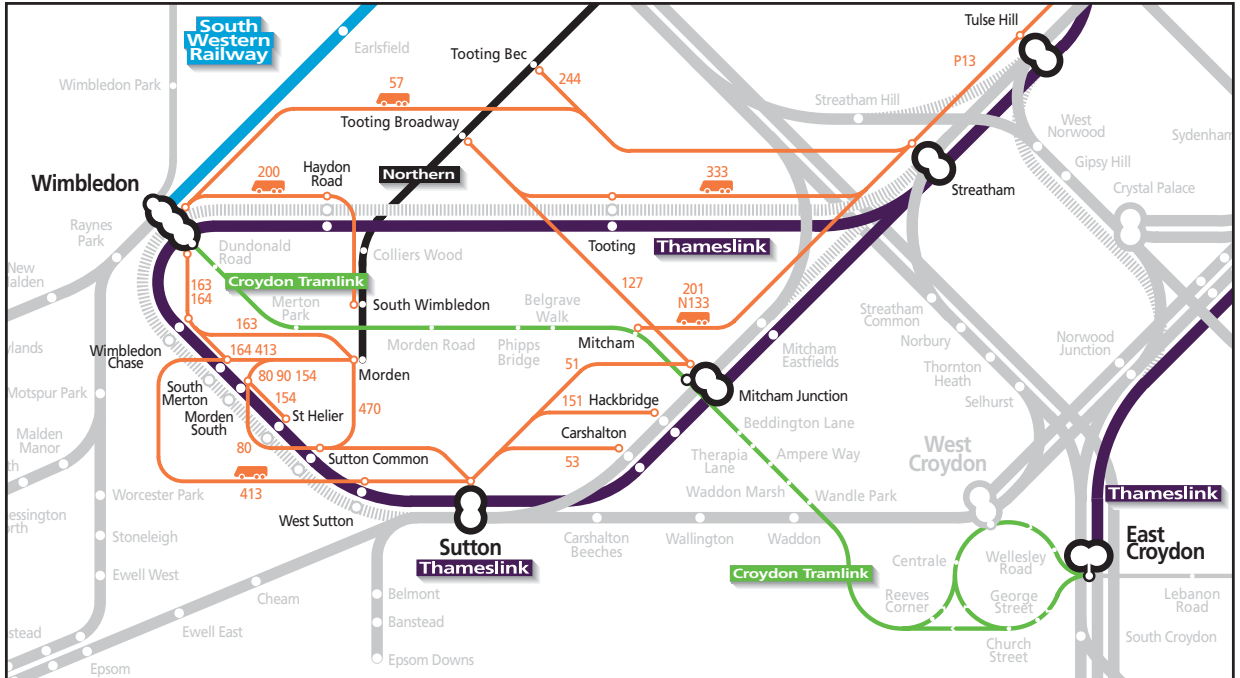 South
Western
Railway
Earlsfield
Tulse Hill
Tooting Bec
P13
244
57
Wimbledon Park
Streatham Hill
Tooting Broadway
West
Norwood
Sydenham
Gipsy Hill
200
Haydon
Road
Northern
333
Crystal Palace
Wimbledon
Streatham
Raynes
Park
Dundonald
Road
Colliers Wood
Tooting
Thameslink
New
alden
Croydon Tramlink
163
164
127
201
N133
Merton
Park
South Wimbledon
Belgrave
Walk
Streatham
Common
163
Morden Road
Phipps
Bridge
Mitcham
Norbury
Norwood
Junction
ylands
Wimbledon
Chase
164 413
Mitcham
Eastfields
51
Thornton
Heath
Motspur Park
South
Merton
80 90 154
Morden
154
Mitcham Junction
Selhurst
Morden
South
St Helier
470
151
Hackbridge
Beddington Lane
Malden
Manor
Carshalton
West
Croydon
80
Sutton Common
53
Therapia
Lane
Ampere Way
th
413
Worcester Park
Waddon Marsh
Wandle Park
Thameslink
essington
orth
West Sutton
Stoneleigh
Sutton
Thameslink
Carshalton
Beeches
Wallington
Waddon
East
Croydon
Centrale
Wellesley
Road
Ewell West
Croydon Tramlink
Cheam
Belmont
Reeves
Corner
George
Street
Lebanon
Road
Banstead
stead
Ewell East
Church
Street
South Croydon
Epsom
Epsom Downs